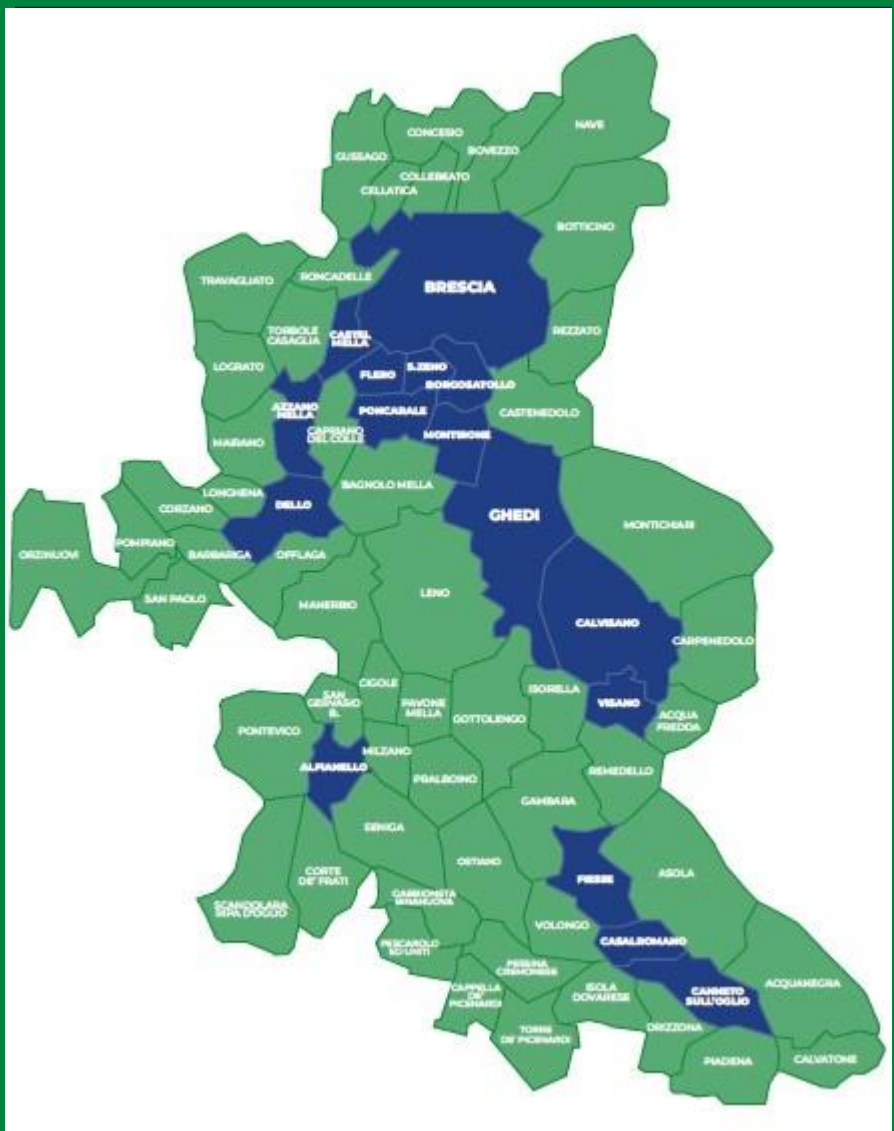 NAVE
CONCESIO
BOVEZZO
GUSSAGO
COLLEBEATO
CELLATICA
BOTTICINO
RONCADELLE
TRAVAGLIATO
BRESCIA
REZZATO
TORBOLE
CASAGLIA
CASTEL
MELLA
LOGRATO
FLERO
S.ZENO
BORGOSATOLLO
AZZANO
MELLA
PONCARALE
CASTENEDOLO
CAPRIANO
DEL COLLE
MONTIRONE
MAIRANO
BAGNOLO MELLA
LONGHENA
DELLO
CORZANO
GHEDI
MONTICHIARI
POMPIANO
ORZINUOVI
BARBARIGA
OFFLAGA
SAN PAOLO
MANERBIO
LENO
CALVISANO
CARPENEDOLO
CIGOLE
SAN
GERVASIO
B.
PAVONE
MELLA
ISORELLA
VISANO
ACQUA
FREDDA
GOTTOLENGO
PONTEVICO
MILZANO
ALFIANELLO
PRALBOINO
REMEDELLO
GAMBARA
SENIGA
OSTIANO
FIESSE
ASOLA
CORTE
DE' FRATI
GABBIONETA
BINANUOVA
SCANDOLARA
RIPA D'OGLIO
VOLONGO
PESCAROLO
ED UNITI
CASALROMANO
PERSINA
CREMONESE
ACQUANEGRA
CAPPELLA
DE'
PICENARDI
ISOLA
DOVARESE
CANNETO
SULL'OGLIO
TORRE
DE' PICENARDI
DRIZZONA
PIADENA
CALVATONE